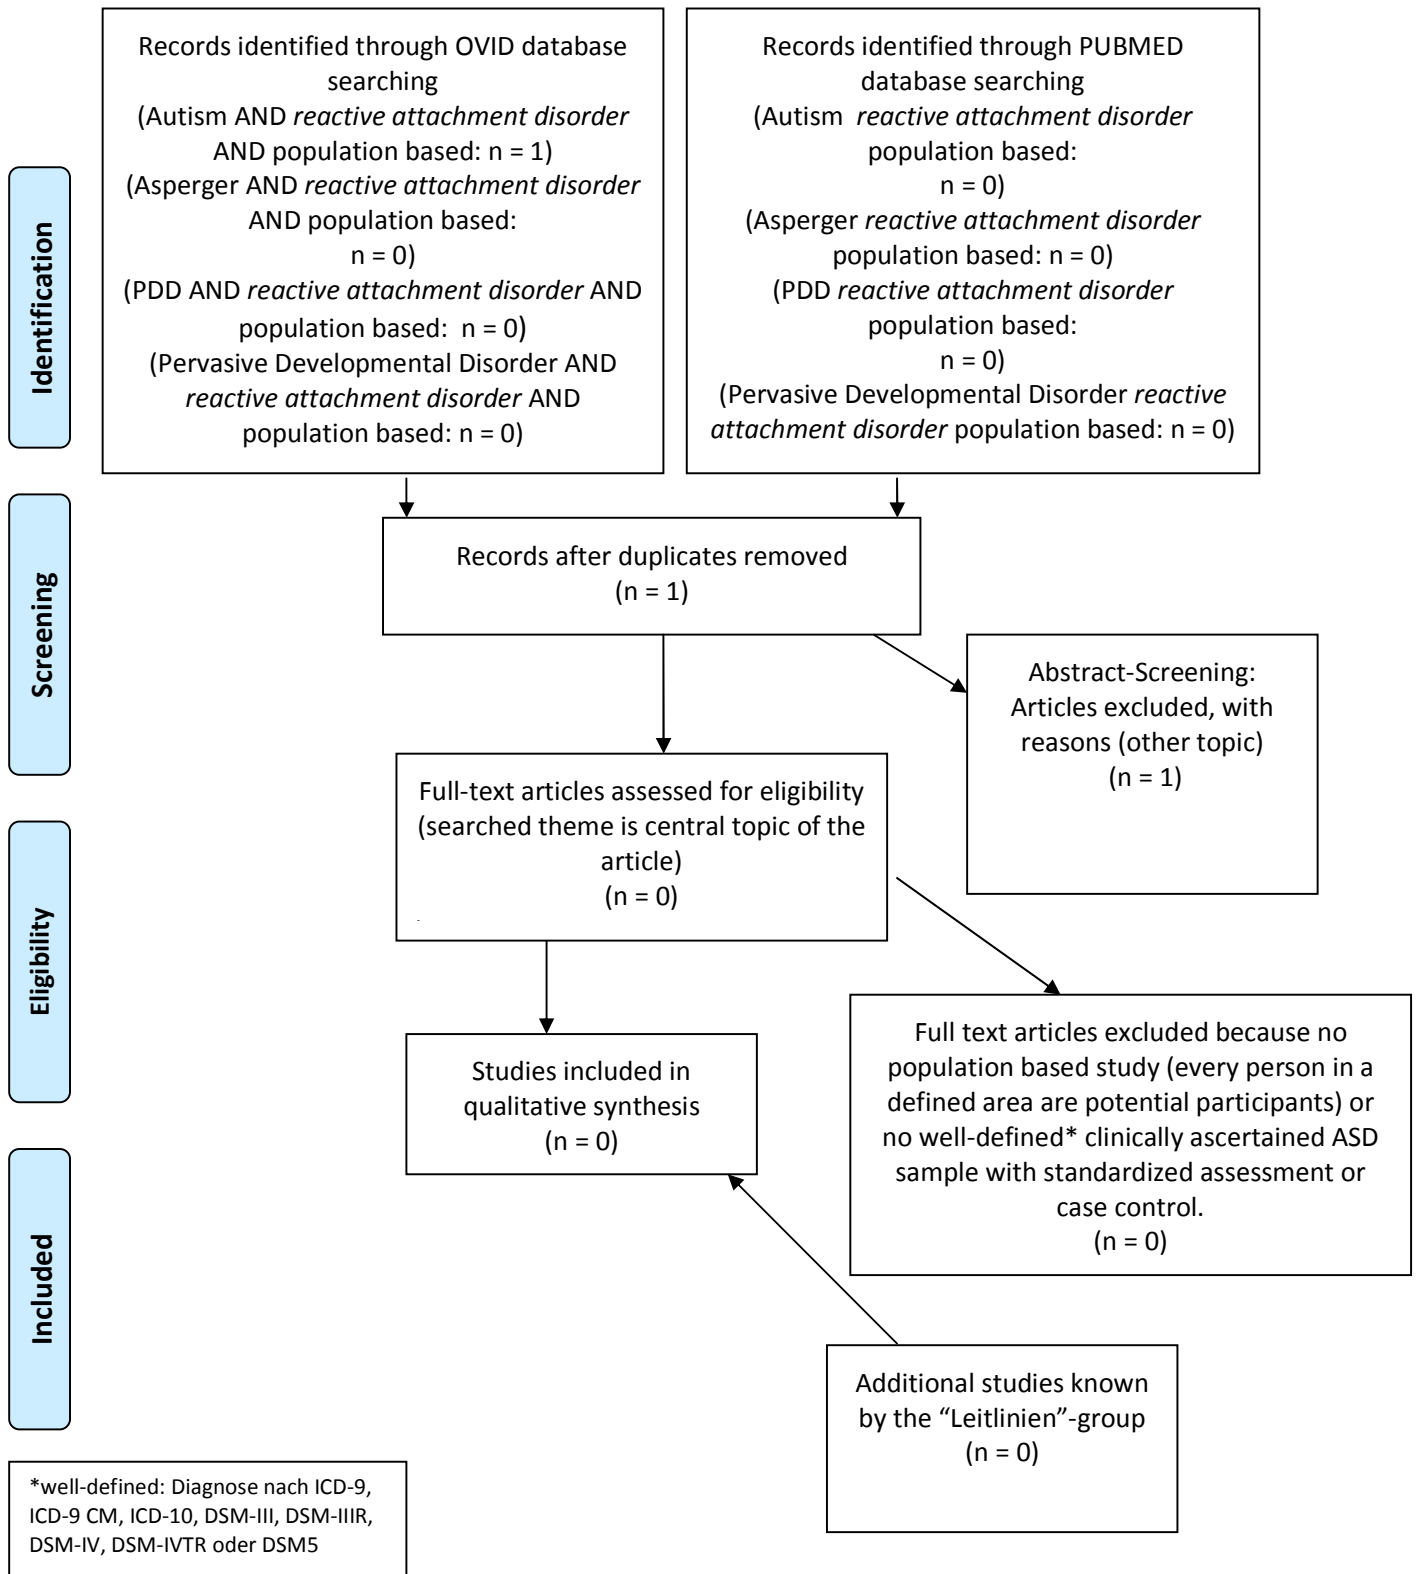 Records identified through OVID database
searching
(Autism AND reactive attachment disorder
AND population based: n = 1)
(Asperger AND reactive attachment disorder
AND population based:
n = 0)
(PDD AND reactive attachment disorder AND
population based: n = 0)
(Pervasive Developmental Disorder AND
reactive attachment disorder AND
population based: n = 0)
Records identified through PUBMED
database searching
(Autism reactive attachment disorder
population based:
n = 0)
(Asperger reactive attachment disorder
population based: n = 0)
(PDD reactive attachment disorder
population based:
n = 0)
(Pervasive Developmental Disorder reactive
attachment disorder population based: n = 0)
Identification
Records after duplicates removed
(n = 1)
Screening
Abstract-Screening:
Articles excluded, with
reasons (other topic)
(n = 1)
Full-text articles assessed for eligibility
(searched theme is central topic of the
article)
(n = 0)
Eligibility
Full text articles excluded because no
population based study (every person in a
defined area are potential participants) or
no well-defined* clinically ascertained ASD
sample with standardized assessment or
case control.
(n = 0)
Studies included in
qualitative synthesis
(n = 0)
Included
Additional studies known
by the “Leitlinien”-group
(n = 0)
*well-defined: Diagnose nach ICD-9,
ICD-9 CM, ICD-10, DSM-III, DSM-IIIR,
DSM-IV, DSM-IVTR oder DSM5